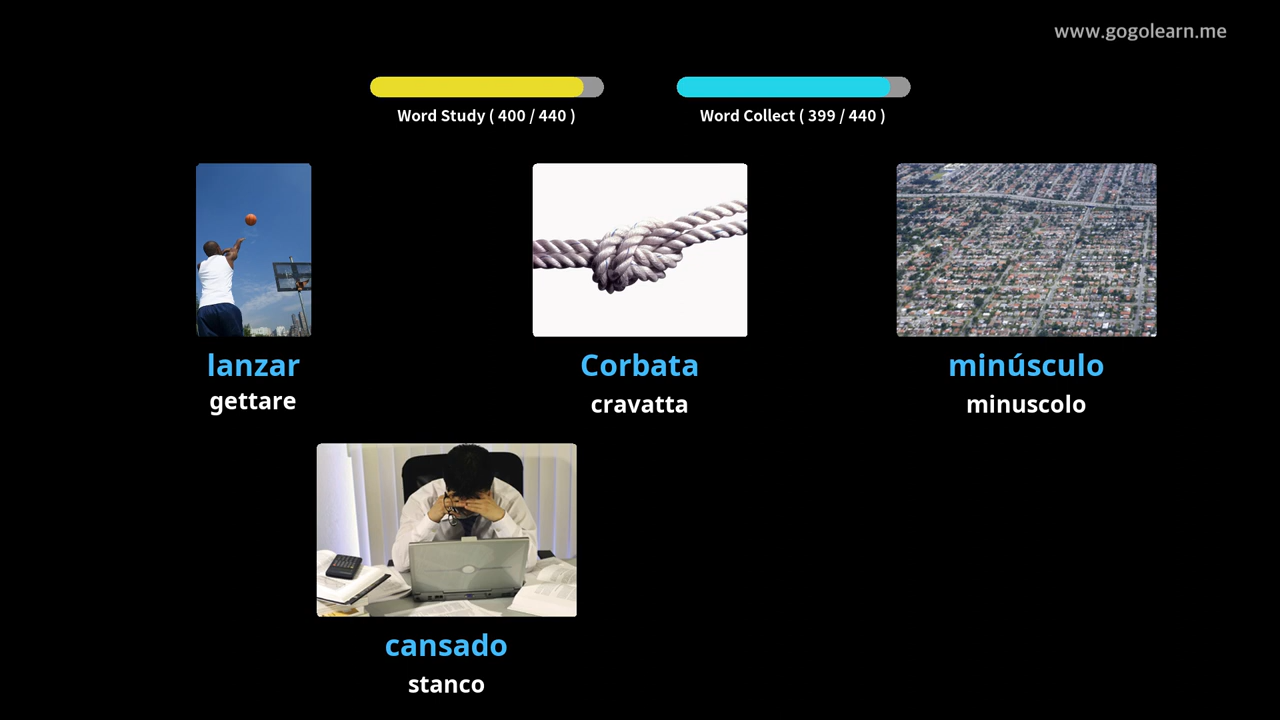 www.gogolearn.me
Word Study ( 400 / 440 )
Word Collect ( 399 / 440 )
lanzar
gettare
Corbata
cravatta
minúsculo
minuscolo
cansado
stanco